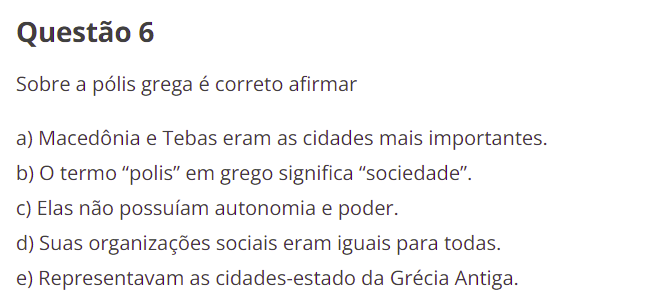 Questão 6
Sobre a pólis grega é correto afirmar
a) Macedônia e Tebas eram as cidades mais importantes.
b) O termo “polis” em grego significa “sociedade”.
c) Elas não possuíam autonomia e poder.
d) Suas organizações sociais eram iguais para todas.
e) Representavam as cidades-estado da Grécia Antiga.